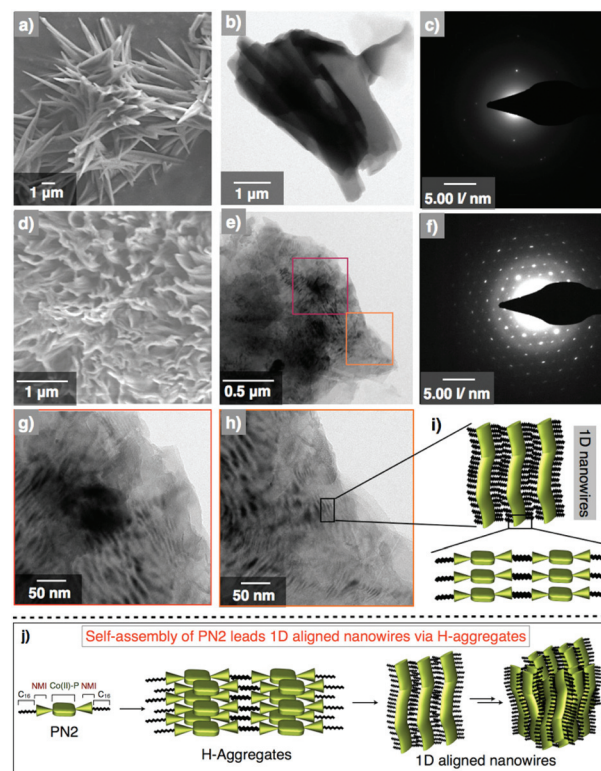 a)
1 µm
b)
1 µm
c)
5.00 l/ nm
d)
1 µm
e)
0.5 µm
f)
5.00 l/ nm
g)
50 nm
h)
50 nm
i)
1D nanowires
j)
Self-assembly of PN2 leads 1D aligned nanowires via H-aggregates
C₁₆ NMI Co(II)-P NMI C₁₆
PN2
H-Aggregates
1D aligned nanowires